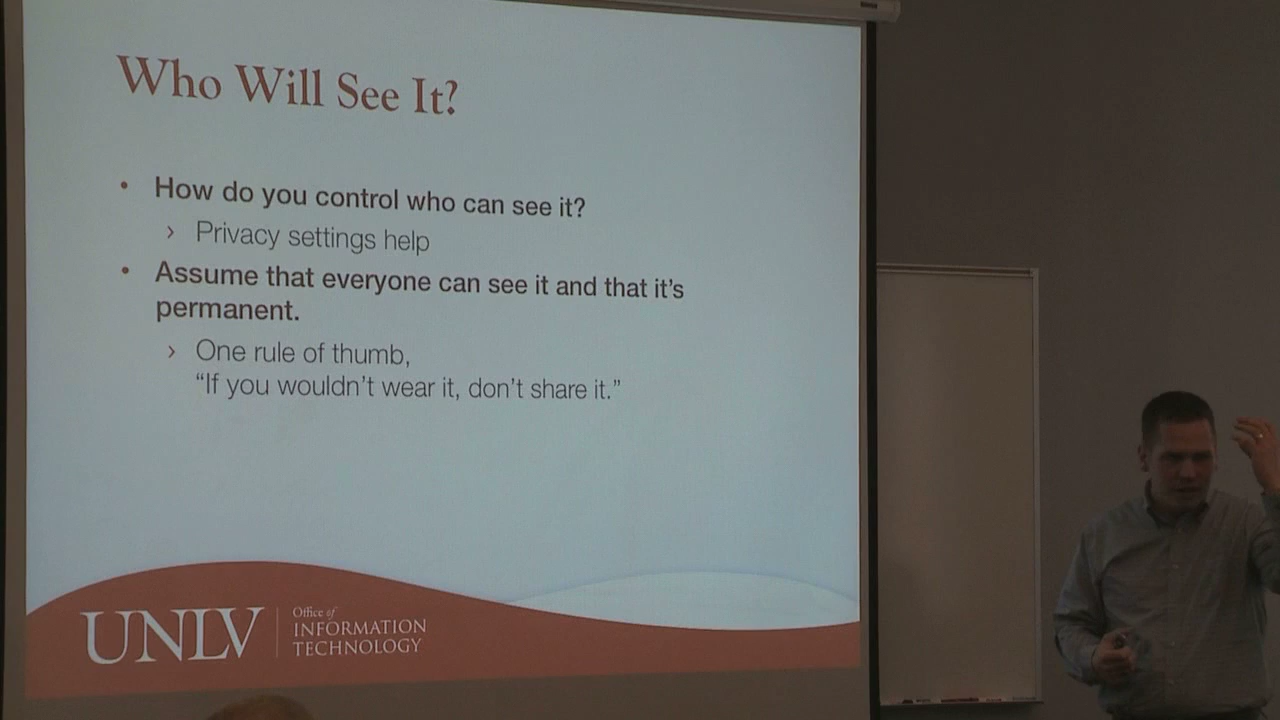 Who Will See It?
• How do you control who can see it?
› Privacy settings help
• Assume that everyone can see it and that it's
permanent.
› One rule of thumb,
“If you wouldn't wear it, don't share it.”
UNLV
Office of
INFORMATION
TECHNOLOGY